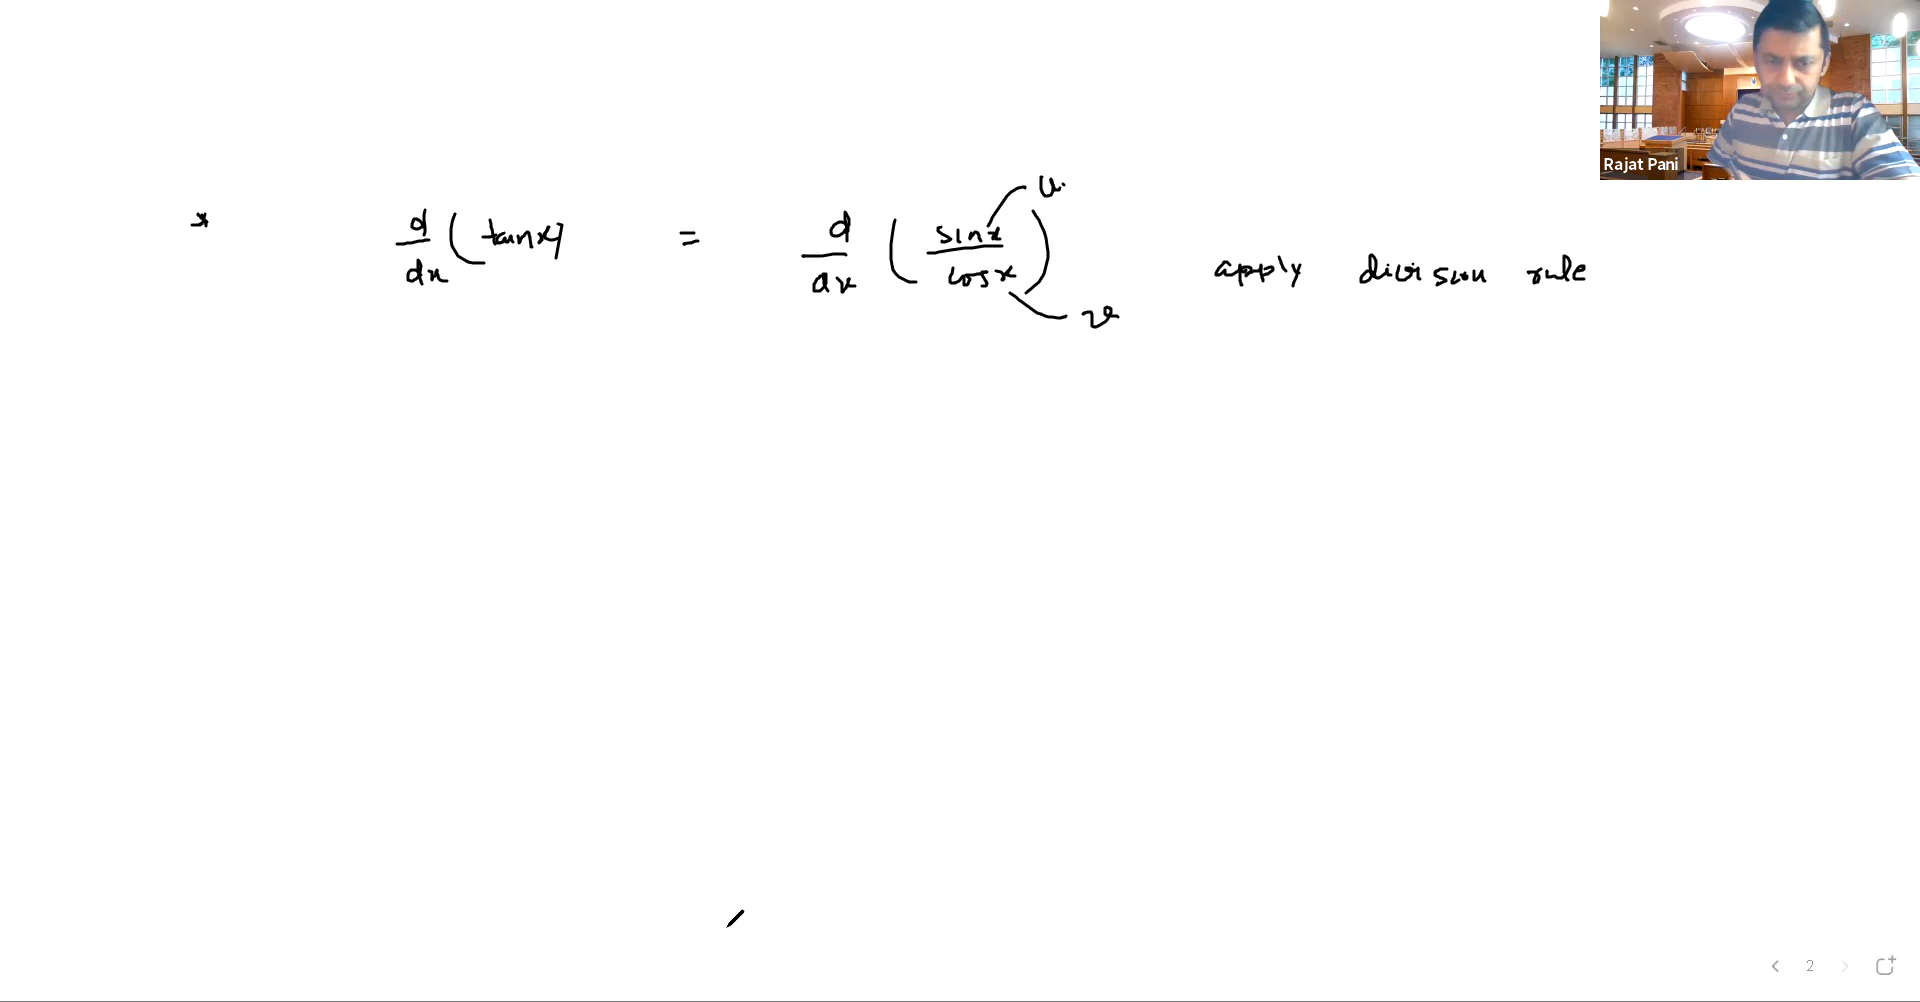 Rajat Pani
* d/dx (tanx) = d/dx (sinx/cosx) apply division rule
u
v
2